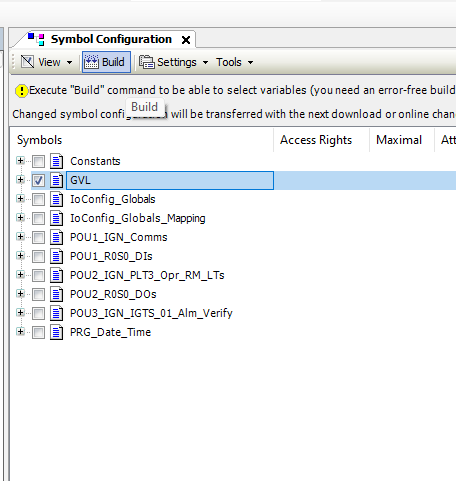 Symbol Configuration
View Build Settings Tools
Execute "Build" command to be able to select variables (you need an error-free build
Build
Changed symbol configuration will be transferred with the next download or online chan
Symbols Access Rights Maximal Att
Constants
GVL
IoConfig_Globals
IoConfig_Globals_Mapping
POU1_IGN_Comms
POU1_R0S0_DIs
POU2_IGN_PLT3_Opr_RM_LTs
POU2_R0S0_DOs
POU3_IGN_IGTS_01_Alm_Verify
PRG_Date_Time